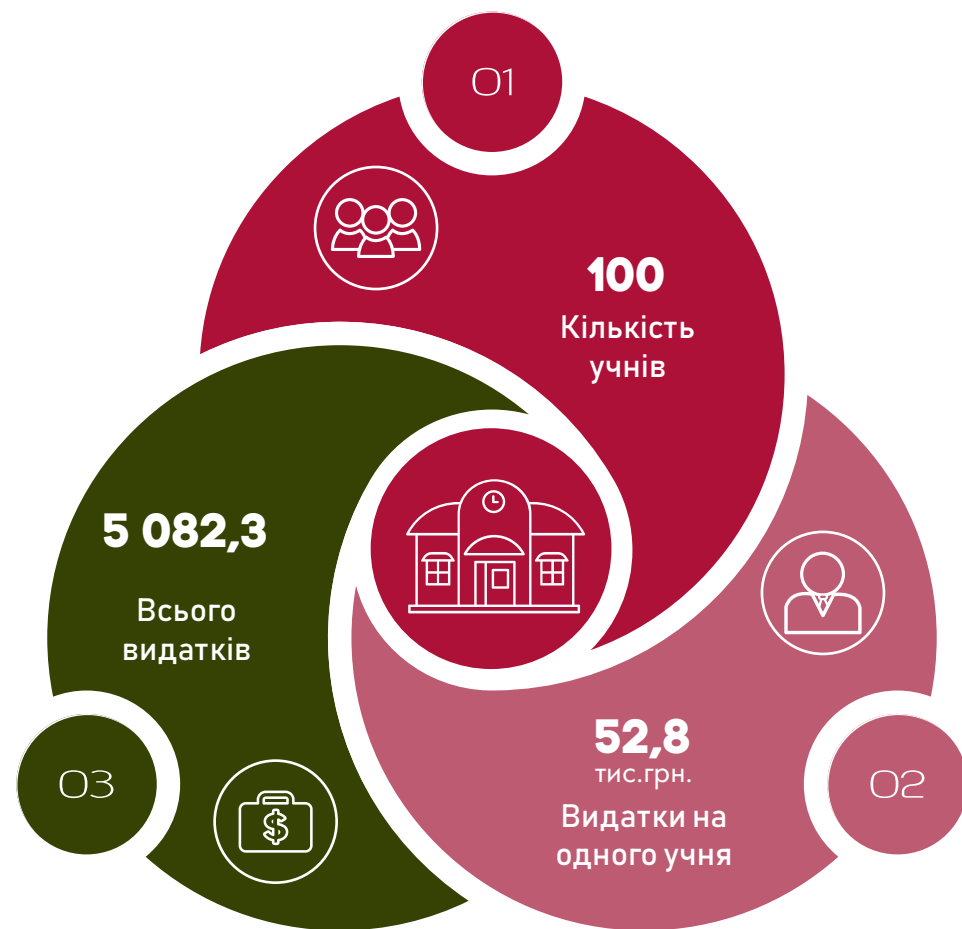 01
100
Кількість
учнів
5 082,3
Всього
видатків
03
$
52,8
тис.грн.
Видатки на
одного учня
02